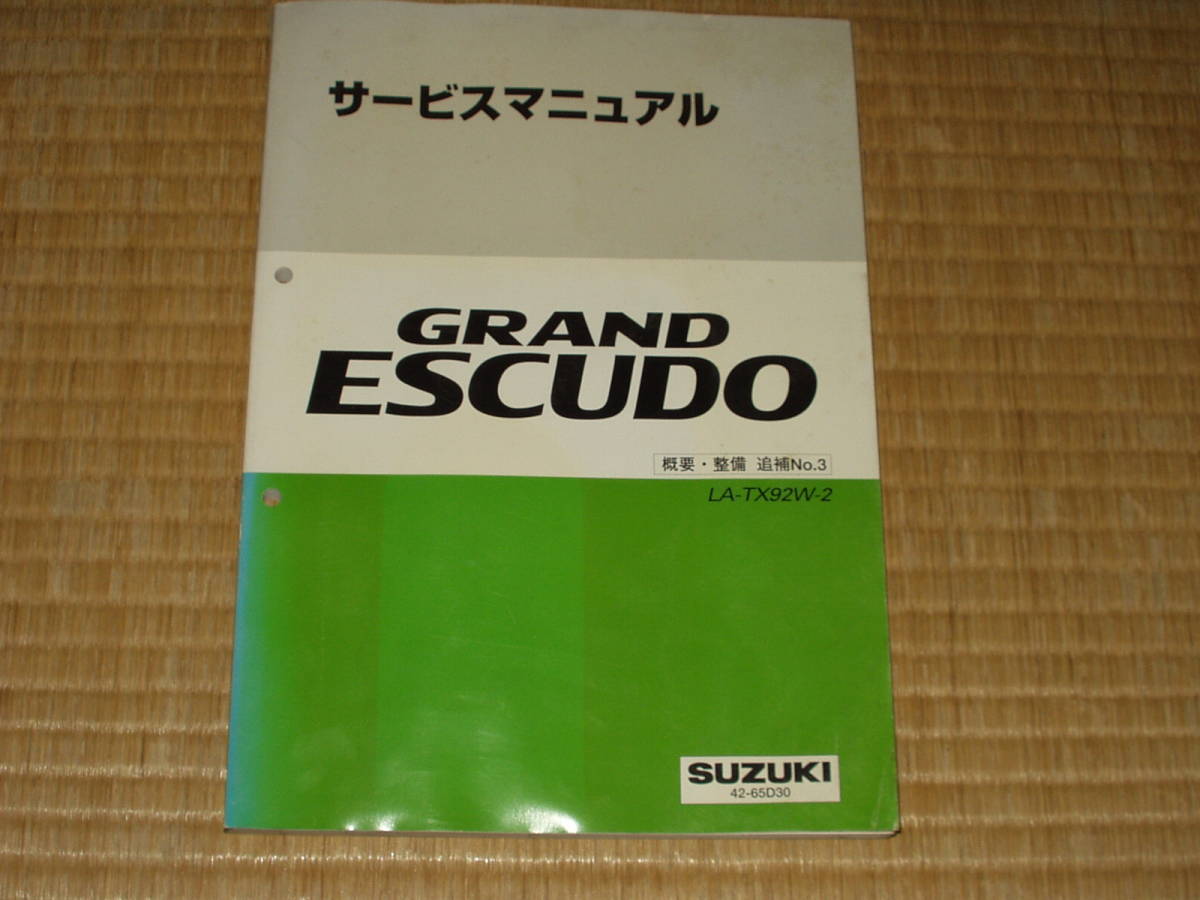 サービスマニュアル
GRAND
ESCUDO
概要・整備 追補No.3
LA-TX92W-2
SUZUKI
42-65D30